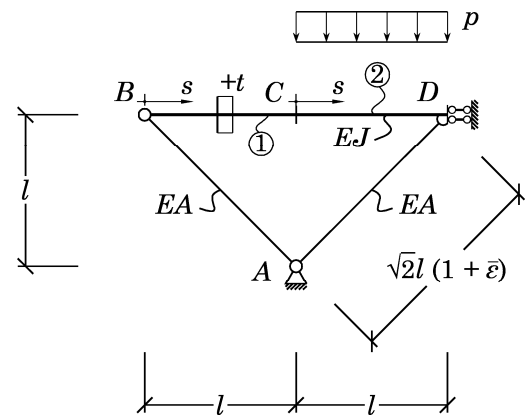 p
+t
B s C s ② D
① EJ
l
EA EA
A
√2l (1 + ε̄)
l l